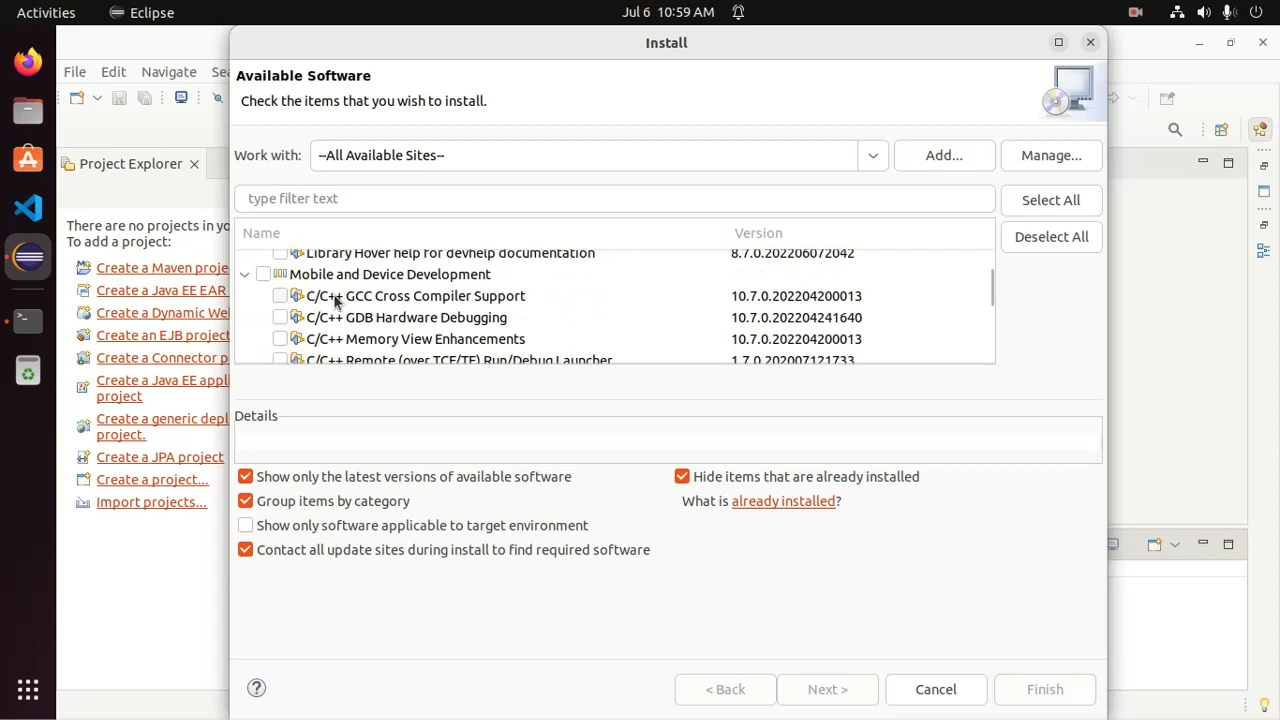 Activities
Eclipse
Jul 6 10:59 AM
Install
File Edit Navigate Sea
Available Software
Check the items that you wish to install.
Work with: --All Available Sites--
Add...
Manage...
type filter text
Select All
Deselect All
Project Explorer
There are no projects in yo
To add a project:
Create a Maven proje
Create a Java EE EAR
Create a Dynamic We
Create an EJB project
Create a Connector p
Create a Java EE appli
project
Create a generic depl
project.
Create a JPA project
Create a project...
Import projects...
Name Version
Library Hover help for devhelp documentation 8.7.0.202206072042
Mobile and Device Development
C/C++ GCC Cross Compiler Support 10.7.0.202204200013
C/C++ GDB Hardware Debugging 10.7.0.202204241640
C/C++ Memory View Enhancements 10.7.0.202204200013
C/C++ Remote (over TCF/TE) Run/Debug Launcher 1.7.0.202007121733
Details
Show only the latest versions of available software
Hide items that are already installed
Group items by category
What is already installed?
Show only software applicable to target environment
Contact all update sites during install to find required software
?
< Back
Next >
Cancel
Finish